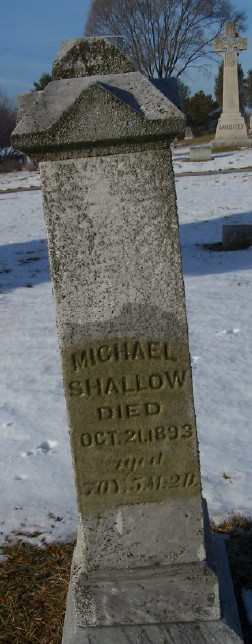 MICHAEL
SHALLOW
DIED
OCT. 21. 1893
Aged
70Y. 5M. 2D.